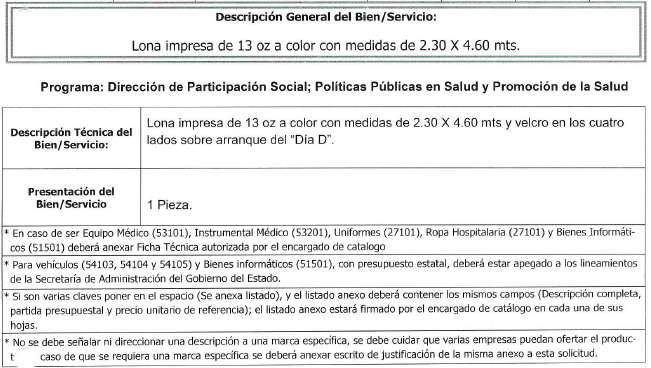 Descripción General del Bien/Servicio:
Lona impresa de 13 oz a color con medidas de 2.30 X 4.60 mts.
Programa: Dirección de Participación Social; Políticas Públicas en Salud y Promoción de la Salud
Descripción Técnica del
Bien/Servicio:
Lona impresa de 13 oz a color con medidas de 2.30 X 4.60 mts y velcro en los cuatro
lados sobre arranque del “Día D”.
Presentación del
Bien/Servicio
1 Pieza.
* En caso de ser Equipo Médico (53101), Instrumental Médico (53201), Uniformes (27101), Ropa Hospitalaria (27101) y Bienes Informáti-
cos (51501) deberá anexar Ficha Técnica autorizada por el encargado de catalogo
* Para vehículos (54103, 54104 y 54105) y Bienes informáticos (51501), con presupuesto estatal, deberá estar apegado a los lineamientos
de la Secretaría de Administración del Gobierno del Estado.
* Si son varias claves poner en el espacio (Se anexa listado), y el listado anexo deberá contener los mismos campos (Descripción completa,
partida presupuestal y precio unitario de referencia); el listado anexo estará firmado por el encargado de catálogo en cada una de sus
hojas.
* No se debe señalar ni direccionar una descripción a una marca específica, se debe cuidar que varias empresas puedan ofertar el produc-
t caso de que se requiera una marca específica se deberá anexar escrito de justificación de la misma anexo a esta solicitud.